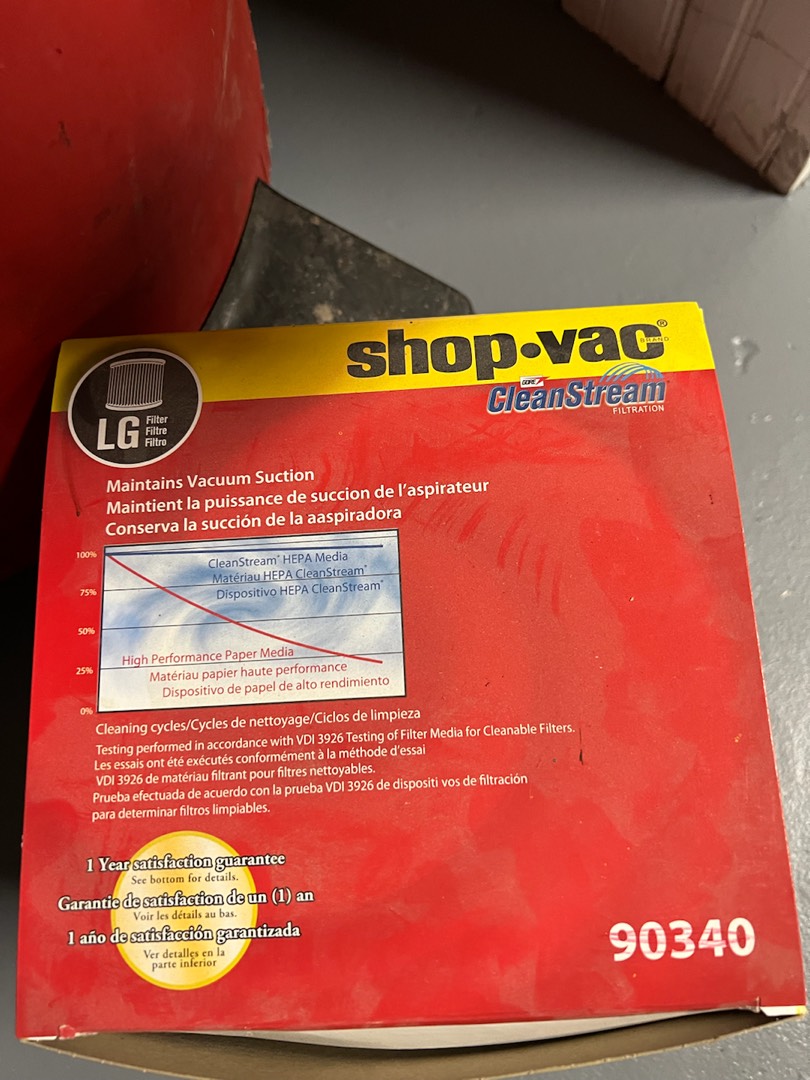 shop•vac®
BRAND
GORE
CleanStream
FILTRATION
LG
Filter
Filtre
Filtro
Maintains Vacuum Suction
Maintient la puissance de succion de l'aspirateur
Conserva la succión de la aaspiradora
100%
75%
50%
25%
0%
CleanStream® HEPA Media
Matériau HEPA CleanStream®
Dispositivo HEPA CleanStream®
High Performance Paper Media
Matériau papier haute performance
Dispositivo de papel de alto rendimiento
Cleaning cycles/Cycles de nettoyage/Ciclos de limpieza
Testing performed in accordance with VDI 3926 Testing of Filter Media for Cleanable Filters.
Les essais ont été exécutés conformément à la méthode d'essai
VDI 3926 de matériau filtrant pour filtres nettoyables.
Prueba efectuada de acuerdo con la prueba VDI 3926 de dispositi vos de filtración
para determinar filtros limpiables.
1 Year satisfaction guarantee
See bottom for details.
Garantie de satisfaction de un (1) an
Voir les détails au bas.
1 año de satisfacción garantizada
Ver detalles en la
parte inferior
90340